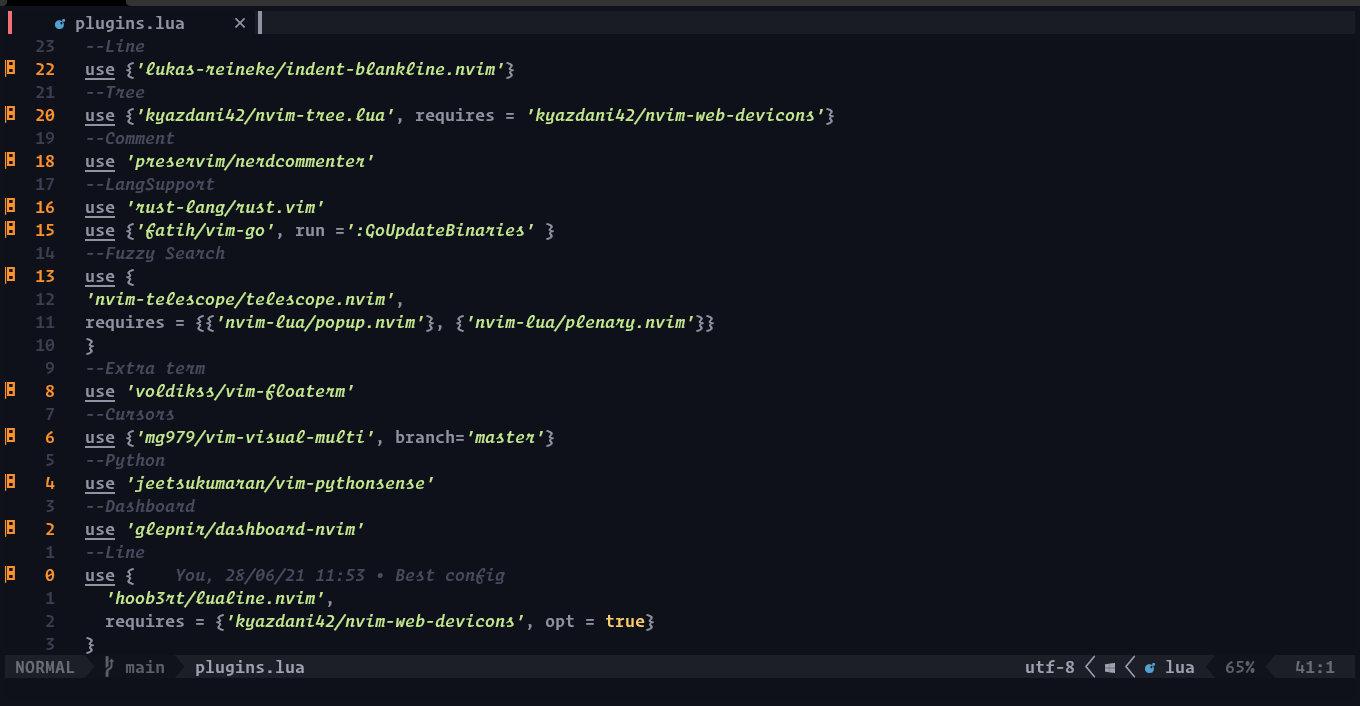 plugins.lua ×
23 --Line
22 use {'lukas-reineke/indent-blankline.nvim'}
21 --Tree
20 use {'kyazdani42/nvim-tree.lua', requires = 'kyazdani42/nvim-web-devicons'}
19 --Comment
18 use 'preservim/nerdcommenter'
17 --LangSupport
16 use 'rust-lang/rust.vim'
15 use {'fatih/vim-go', run =':GoUpdateBinaries' }
14 --Fuzzy Search
13 use {
12 'nvim-telescope/telescope.nvim',
11 requires = {{'nvim-lua/popup.nvim'}, {'nvim-lua/plenary.nvim'}}
10 }
9 --Extra term
8 use 'voldikss/vim-floaterm'
7 --Cursors
6 use {'mg979/vim-visual-multi', branch='master'}
5 --Python
4 use 'jeetsukumaran/vim-pythonsense'
3 --Dashboard
2 use 'glepnir/dashboard-nvim'
1 --Line
0 use { You, 28/06/21 11:53 • Best config
1 'hoob3rt/lualine.nvim',
2 requires = {'kyazdani42/nvim-web-devicons', opt = true}
3 }
NORMAL main plugins.lua utf-8 lua 65% 41:1